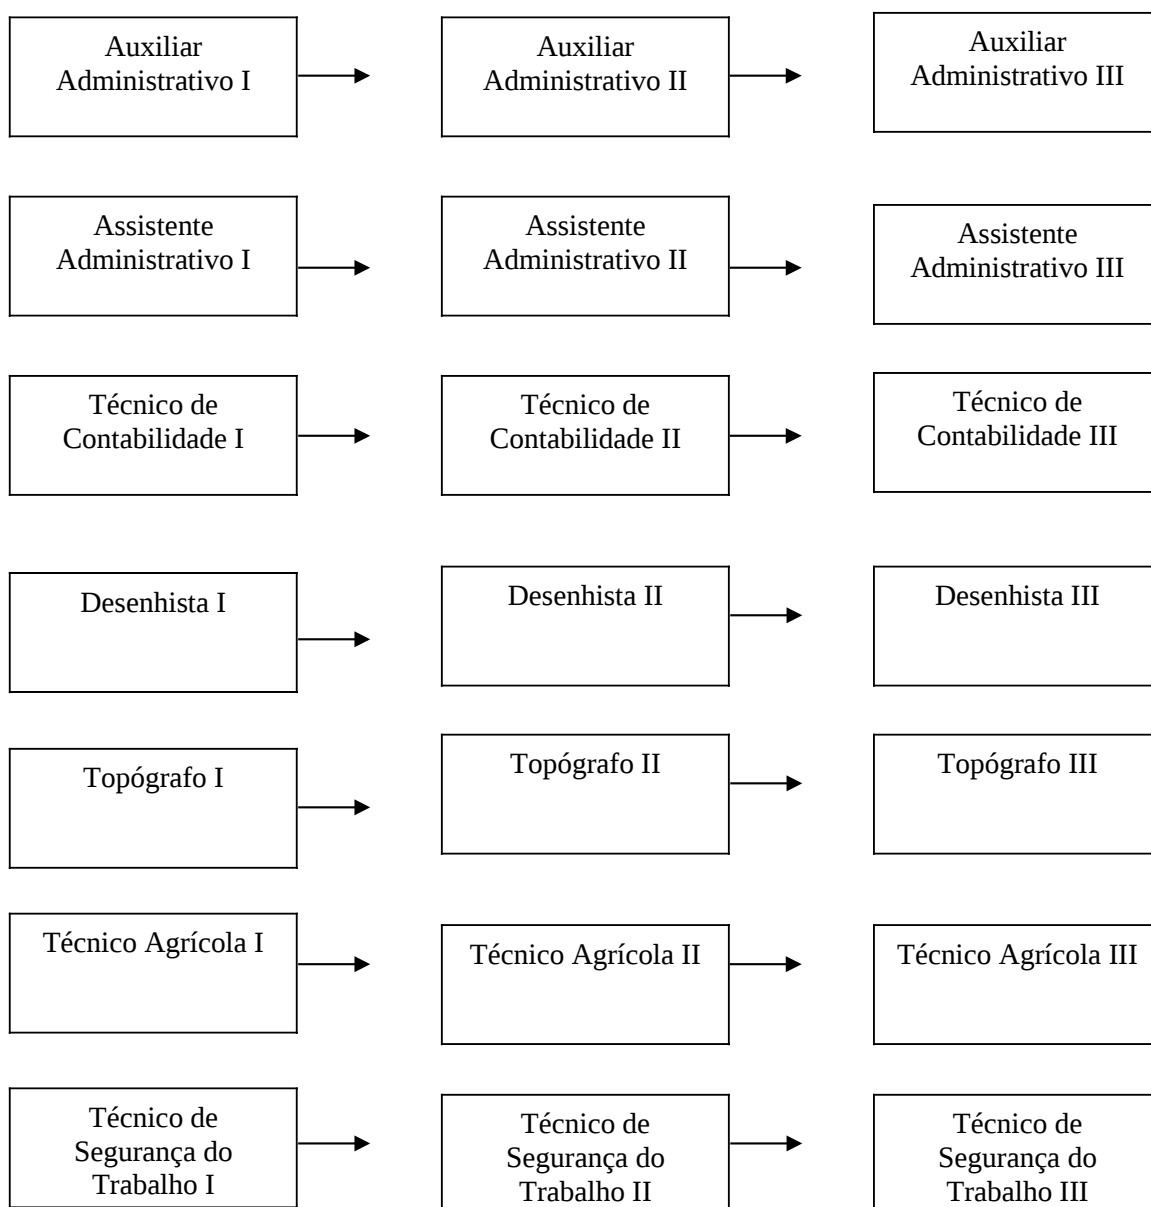 Auxiliar
Administrativo I
Auxiliar
Administrativo II
Auxiliar
Administrativo III
Assistente
Administrativo I
Assistente
Administrativo II
Assistente
Administrativo III
Técnico de
Contabilidade I
Técnico de
Contabilidade II
Técnico de
Contabilidade III
Desenhista I
Desenhista II
Desenhista III
Topógrafo I
Topógrafo II
Topógrafo III
Técnico Agrícola I
Técnico Agrícola II
Técnico Agrícola III
Técnico de
Segurança do
Trabalho I
Técnico de
Segurança do
Trabalho II
Técnico de
Segurança do
Trabalho III